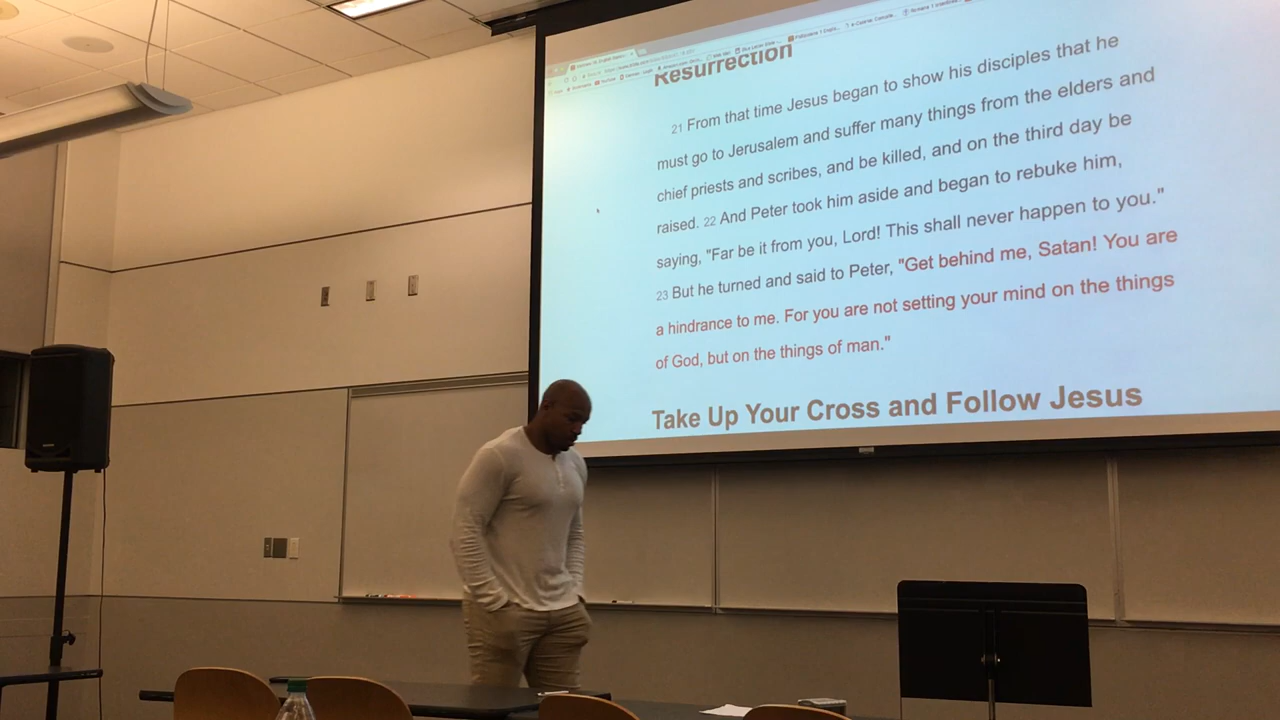 Resurrection
21 From that time Jesus began to show his disciples that he
must go to Jerusalem and suffer many things from the elders and
chief priests and scribes, and be killed, and on the third day be
raised. 22 And Peter took him aside and began to rebuke him,
saying, "Far be it from you, Lord! This shall never happen to you."
23 But he turned and said to Peter, "Get behind me, Satan! You are
a hindrance to me. For you are not setting your mind on the things
of God, but on the things of man."
Take Up Your Cross and Follow Jesus